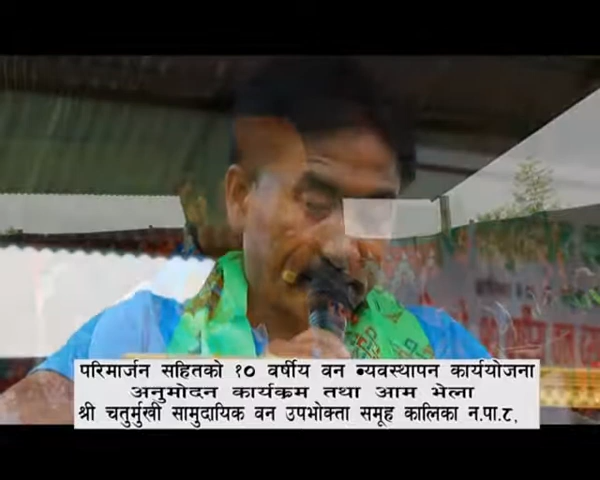 परिमार्जन सहितको १० वर्षीय वन ब्यवस्थापन कार्ययोजना
अनुमोदन कार्यक्रम तथा आम भेला
श्री चतुर्मुखी सामुदायिक वन उपभोक्ता समूह कालिका न.पा.८,